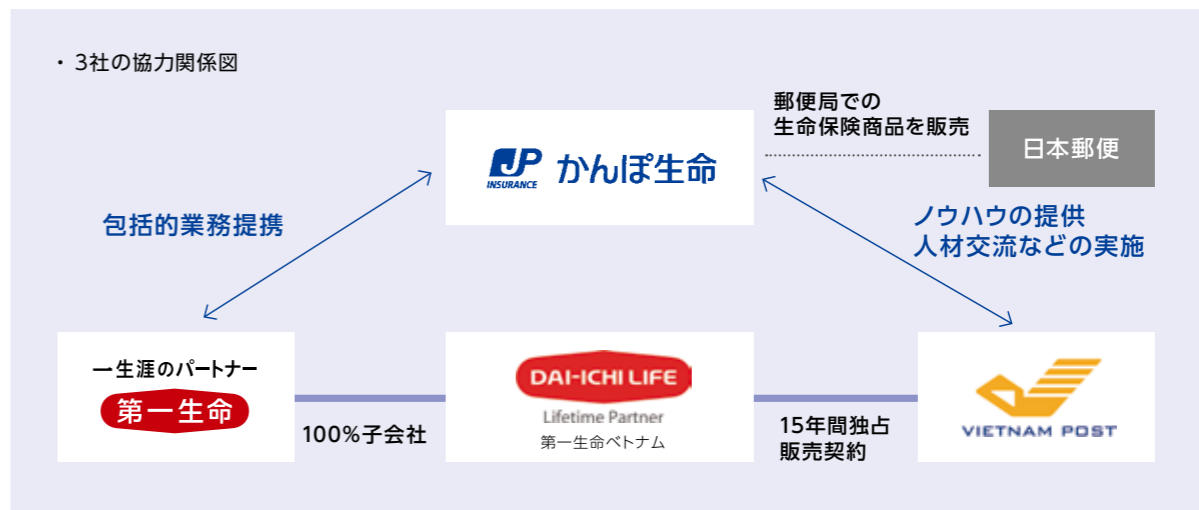 ・ 3社の協力関係図
郵便局での
生命保険商品を販売
日本郵便
JP
INSURANCE
かんぽ生命
包括的業務提携
ノウハウの提供
人材交流などの実施
一生涯のパートナー
第一生命
100%子会社
DAI-ICHI LIFE
Lifetime Partner
第一生命ベトナム
15年間独占
販売契約
VIETNAM POST